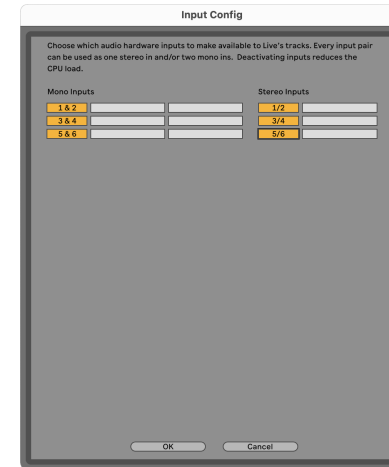 Input Config
Choose which audio hardware inputs to make available to Live's tracks. Every input pair
can be used as one stereo in and/or two mono ins.  Deactivating inputs reduces the
CPU load.
Mono Inputs Stereo Inputs
1 & 2 1/2
3 & 4 3/4
5 & 6 5/6
OK Cancel